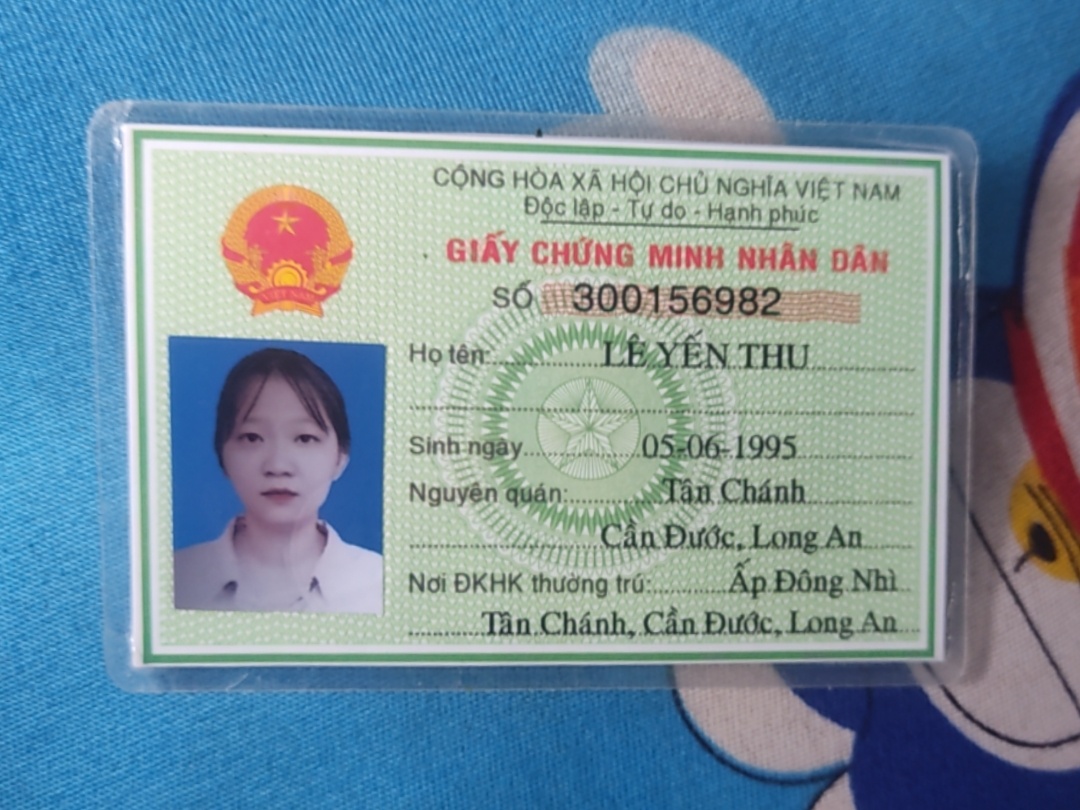 CỘNG HÒA XÃ HỘI CHỦ NGHĨA VIỆT NAM
Độc lập - Tự do - Hạnh phúc
GIẤY CHỨNG MINH NHÂN DÂN
SỐ 300156982
Họ tên: LÊ YẾN THU
Sinh ngày 05-06-1995
Nguyên quán: Tân Chánh
Cần Đước, Long An
Nơi ĐKHK thường trú: Ấp Đông Nhì
Tân Chánh, Cần Đước, Long An
VIỆT NAM